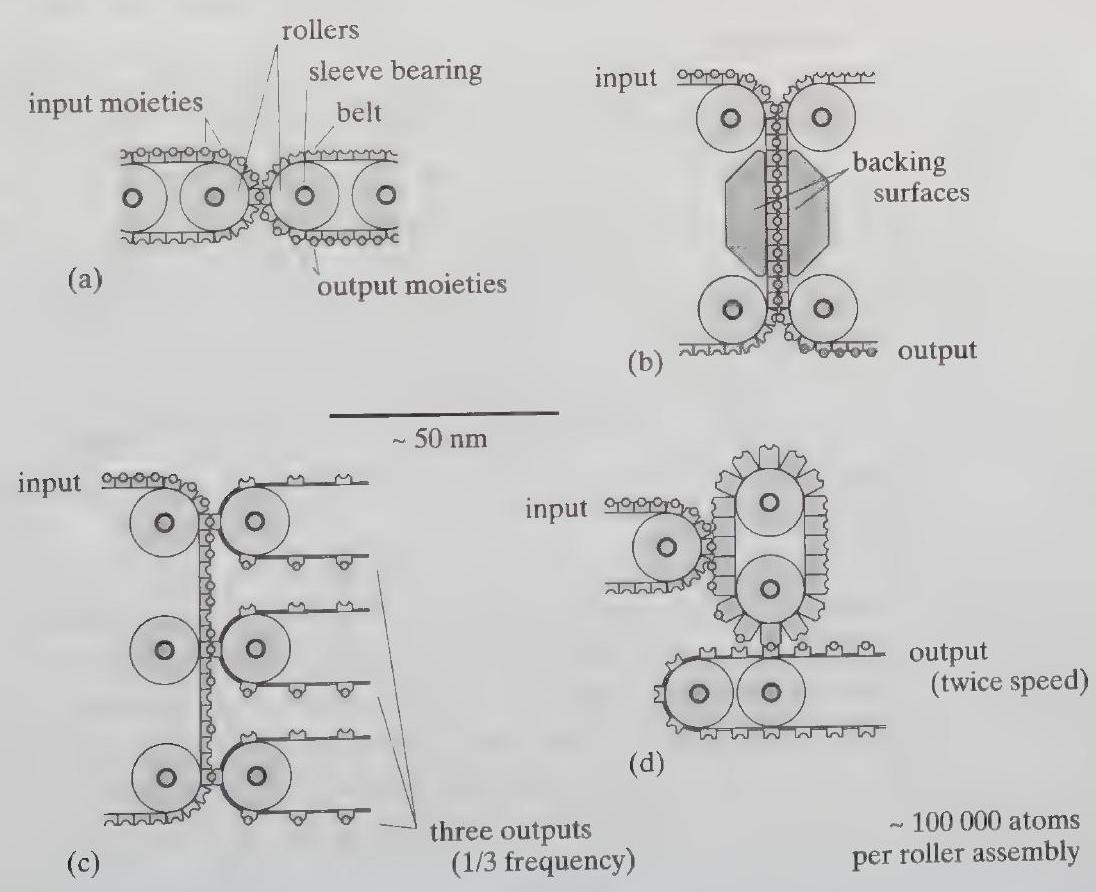 rollers
sleeve bearing
input moieties
belt
(a)
output moieties
input
backing
surfaces
(b)
output
~ 50 nm
input
three outputs
(1/3 frequency)
(c)
input
output
(twice speed)
(d)
~ 100 000 atoms
per roller assembly